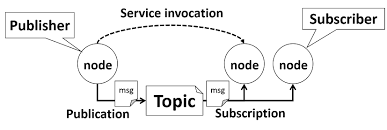 Service invocation
Publisher
Subscriber
node
node
node
msg
msg
Topic
Publication
Subscription